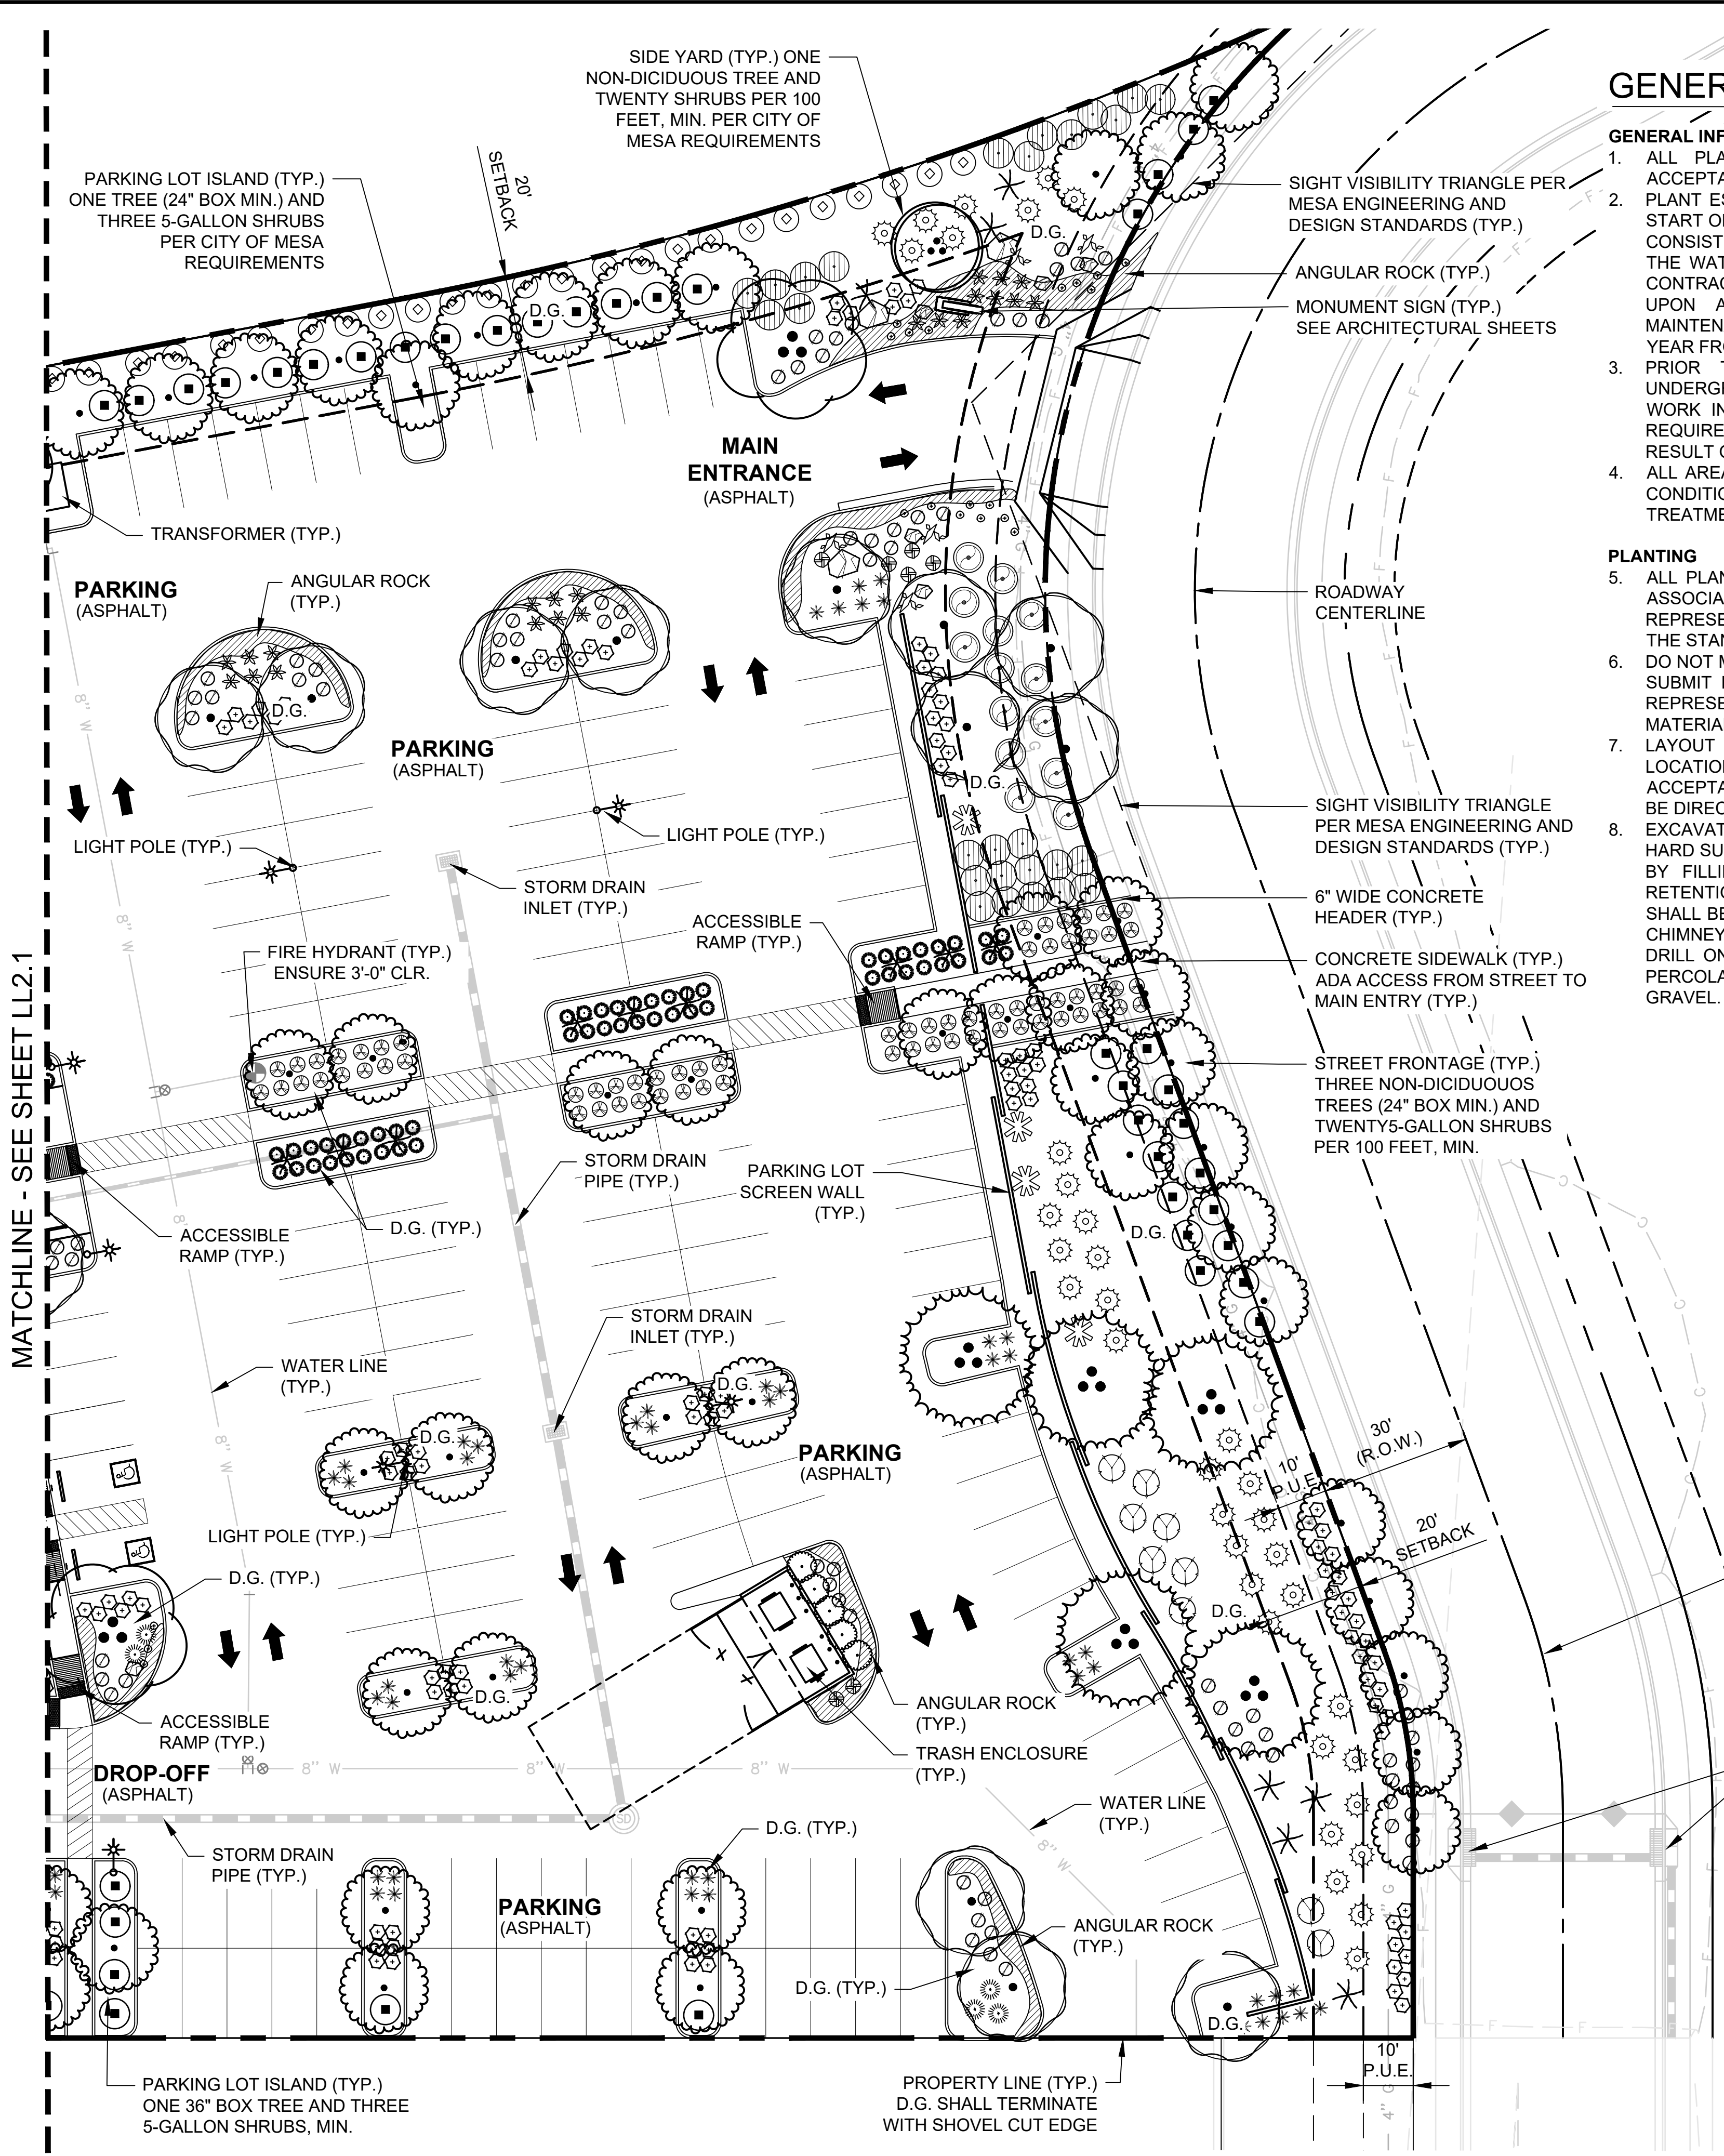 SIDE YARD (TYP.) ONE
NON-DICIDUOUS TREE AND
TWENTY SHRUBS PER 100
FEET, MIN. PER CITY OF
MESA REQUIREMENTS
PARKING LOT ISLAND (TYP.)
ONE TREE (24" BOX MIN.) AND
THREE 5-GALLON SHRUBS
PER CITY OF MESA
REQUIREMENTS
20'
SETBACK
SIGHT VISIBILITY TRIANGLE PER
MESA ENGINEERING AND
DESIGN STANDARDS (TYP.)
D.G.
ANGULAR ROCK (TYP.)
MONUMENT SIGN (TYP.)
SEE ARCHITECTURAL SHEETS
D.G.
MAIN
ENTRANCE
(ASPHALT)
TRANSFORMER (TYP.)
PARKING
(ASPHALT)
ANGULAR ROCK
(TYP.)
ROADWAY
CENTERLINE
8" W
D.G.
PARKING
(ASPHALT)
D.G.
LIGHT POLE (TYP.)
LIGHT POLE (TYP.)
SIGHT VISIBILITY TRIANGLE
PER MESA ENGINEERING AND
DESIGN STANDARDS (TYP.)
STORM DRAIN
INLET (TYP.)
6" WIDE CONCRETE
HEADER (TYP.)
8" W
ACCESSIBLE
RAMP (TYP.)
FIRE HYDRANT (TYP.)
ENSURE 3'-0" CLR.
CONCRETE SIDEWALK (TYP.)
ADA ACCESS FROM STREET TO
MAIN ENTRY (TYP.)
MATCHLINE - SEE SHEET LL2.1
STREET FRONTAGE (TYP.)
THREE NON-DICIDUOUOS
TREES (24" BOX MIN.) AND
TWENTY5-GALLON SHRUBS
PER 100 FEET, MIN.
STORM DRAIN
PIPE (TYP.)
PARKING LOT
SCREEN WALL
(TYP.)
D.G. (TYP.)
ACCESSIBLE
RAMP (TYP.)
D.G.
STORM DRAIN
INLET (TYP.)
WATER LINE
(TYP.)
D.G.
8" W
D.G.
PARKING
(ASPHALT)
30'
(R.O.W.)
10'
P.U.E.
20'
SETBACK
LIGHT POLE (TYP.)
D.G. (TYP.)
D.G.
D.G.
ANGULAR ROCK
(TYP.)
ACCESSIBLE
RAMP (TYP.)
TRASH ENCLOSURE
(TYP.)
8" W
8" W
8" W
DROP-OFF
(ASPHALT)
WATER LINE
(TYP.)
SD
8" W
D.G. (TYP.)
STORM DRAIN
PIPE (TYP.)
PARKING
(ASPHALT)
ANGULAR ROCK
(TYP.)
D.G. (TYP.)
D.G.
10'
P.U.E.
4" G
PARKING LOT ISLAND (TYP.)
ONE 36" BOX TREE AND THREE
5-GALLON SHRUBS, MIN.
PROPERTY LINE (TYP.)
D.G. SHALL TERMINATE
WITH SHOVEL CUT EDGE
GENER
GENERAL INF
1. ALL PLA
ACCEPTA
2. PLANT ES
START O
CONSIST
THE WAT
CONTRAC
UPON A
MAINTEN
YEAR FRO
3. PRIOR T
UNDERG
WORK IN
REQUIRE
RESULT O
4. ALL AREA
CONDITIO
TREATME
PLANTING
5. ALL PLAN
ASSOCIA
REPRESE
THE STAN
6. DO NOT M
SUBMIT
REPRESE
MATERIA
7. LAYOUT
LOCATION
ACCEPTA
BE DIREC
8. EXCAVAT
HARD SU
BY FILLI
RETENTIO
SHALL BE
CHIMNEY
DRILL ON
PERCOLA
GRAVEL.